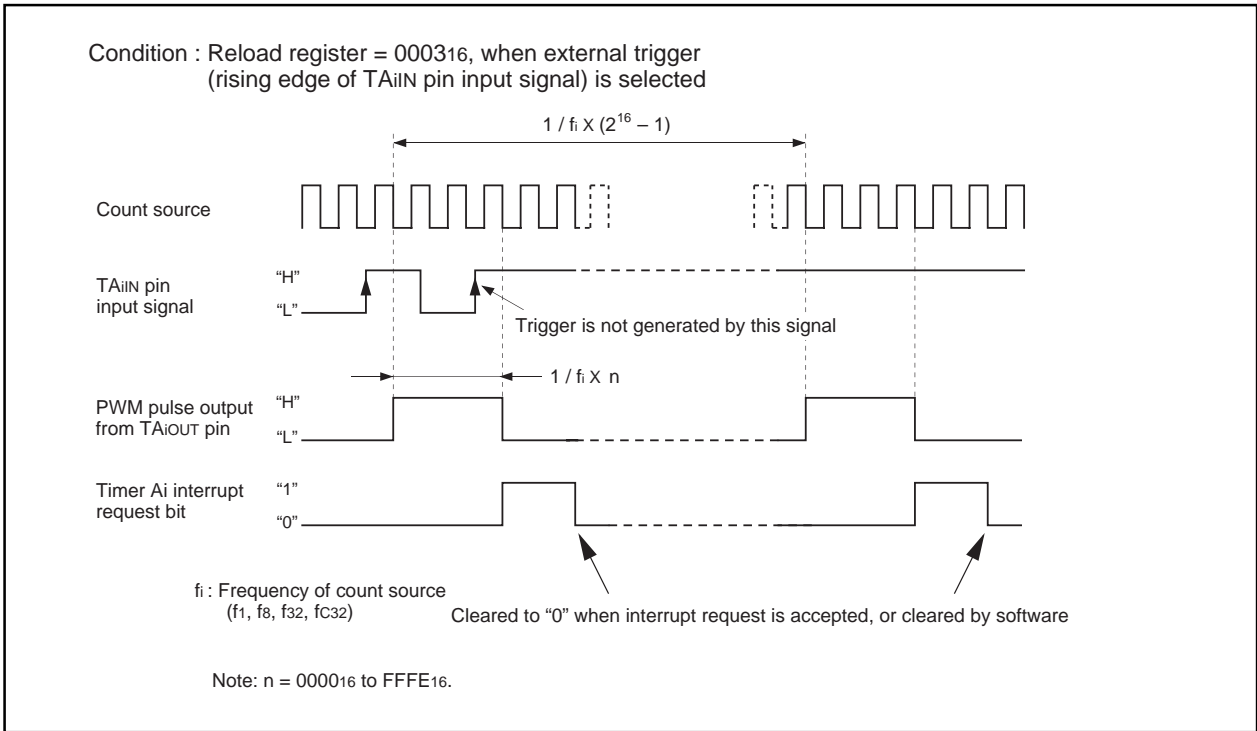 Condition : Reload register = 000316, when external trigger
(rising edge of TAiIN pin input signal) is selected
1 / fi X (2^16 – 1)
Count source
TAiIN pin
input signal
“H”
“L”
Trigger is not generated by this signal
1 / fi X n
PWM pulse output
from TAiOUT pin
“H”
“L”
Timer Ai interrupt
request bit
“1”
“0”
fi : Frequency of count source
(f1, f8, f32, fC32)
Cleared to “0” when interrupt request is accepted, or cleared by software
Note: n = 000016 to FFFE16.